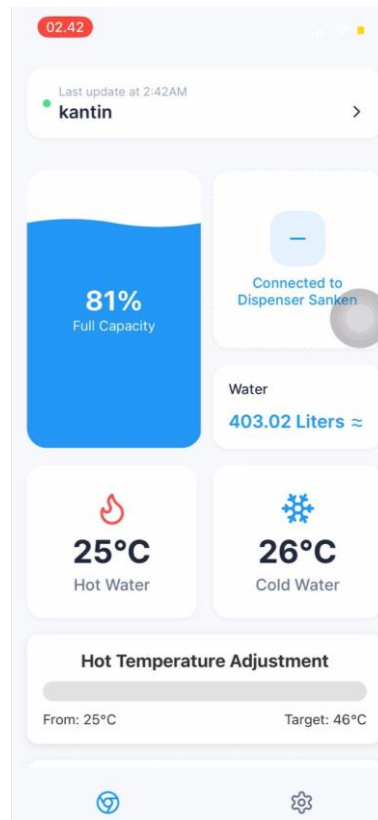 02.42
Last update at 2:42AM
kantin
81%
Full Capacity
Connected to
Dispenser Sanken
Water
403.02 Liters ≈
25°C
Hot Water
26°C
Cold Water
Hot Temperature Adjustment
From: 25°C
Target: 46°C